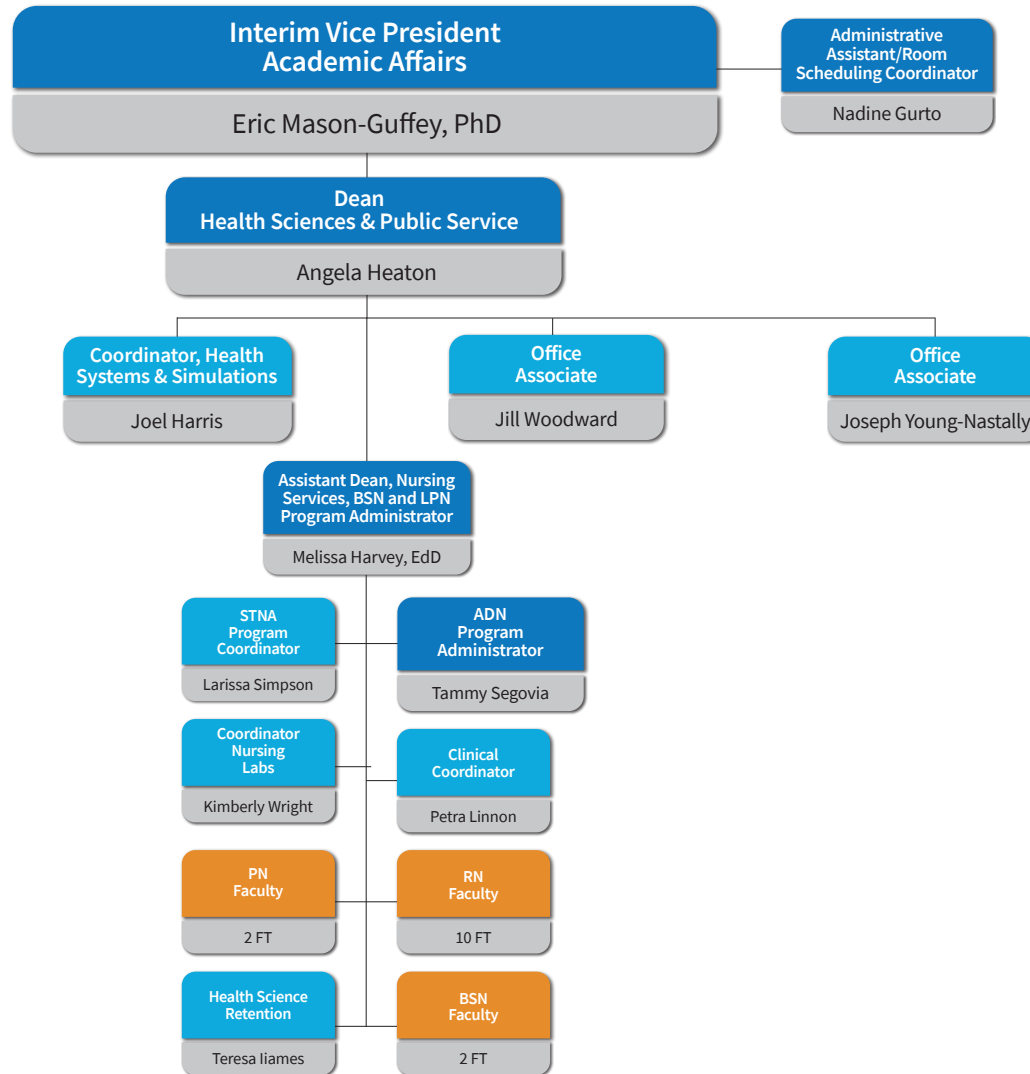 Interim Vice President
Academic Affairs
Eric Mason-Guffey, PhD
Administrative
Assistant/Room
Scheduling Coordinator
Nadine Gurto
Dean
Health Sciences & Public Service
Angela Heaton
Coordinator, Health
Systems & Simulations
Joel Harris
Office
Associate
Jill Woodward
Office
Associate
Joseph Young-Nastally
Assistant Dean, Nursing
Services, BSN and LPN
Program Administrator
Melissa Harvey, EdD
STNA
Program
Coordinator
Larissa Simpson
ADN
Program
Administrator
Tammy Segovia
Coordinator
Nursing
Labs
Kimberly Wright
Clinical
Coordinator
Petra Linnon
PN
Faculty
2 FT
RN
Faculty
10 FT
Health Science
Retention
Teresa Iiames
BSN
Faculty
2 FT